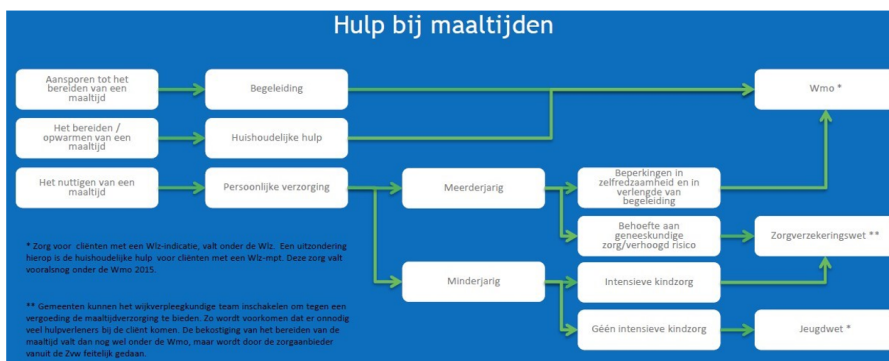 Hulp bij maaltijden
Aansporen tot het
bereiden van een
maaltijd
Begeleiding
Wmo *
Het bereiden /
opwarmen van een
maaltijd
Huishoudelijke hulp
Het nuttigen van een
maaltijd
Persoonlijke verzorging
Meerderjarig
Beperkingen in
zelfredzaamheid en in
verlengde van
begeleiding
Behoefte aan
geneeskundige
zorg/verhoogd risico
Zorgverzekeringswet **
Minderjarig
Intensieve kindzorg
Géén intensieve kindzorg
Jeugdwet *
* Zorg voor cliënten met een Wlz-indicatie, valt onder de Wlz. Een uitzondering
hierop is de huishoudelijke hulp voor cliënten met een Wlz-mpt. Deze zorg valt
vooralsnog onder de Wmo 2015.
** Gemeenten kunnen het wijkverpleegkundige team inschakelen om tegen een
vergoeding de maaltijdverzorging te bieden. Zo wordt voorkomen dat er onnodig
veel hulpverleners bij de cliënt komen. De bekostiging van het bereiden van de
maaltijd valt dan nog wel onder de Wmo, maar wordt door de zorgaanbieder
vanuit de Zvw feitelijk gedaan.